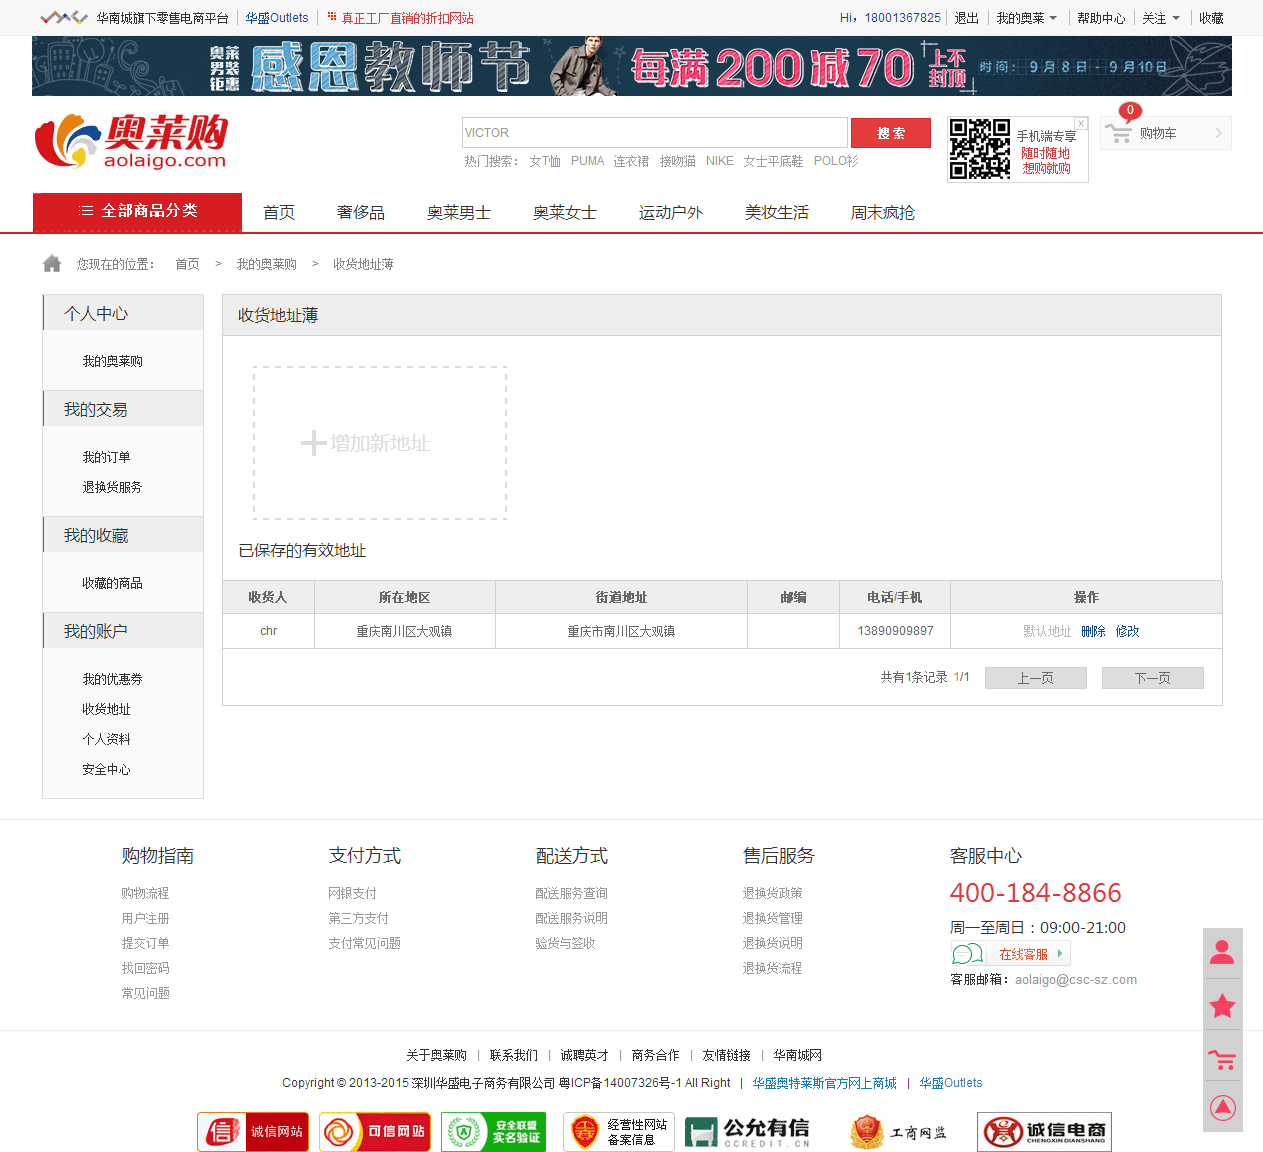 华南城旗下零售电商平台 华盛Outlets 真正工厂直销的折扣网站 Hi，18001367825 退出 我的奥莱 帮助中心 关注 收藏
奥莱男装钜惠 感恩教师节 每满200减70 上不封顶 时间：9月8日 - 9月10日
奥莱购
aolaigo.com
VICTOR 搜索
热门搜索： 女T恤 PUMA 连衣裙 接吻猫 NIKE 女士平底鞋 POLO衫
手机端专享
随时随地
想购就购
X
0
购物车
全部商品分类 首页 奢侈品 奥莱男士 奥莱女士 运动户外 美妆生活 周末疯抢
您现在的位置： 首页 > 我的奥莱购 > 收货地址薄
个人中心
我的奥莱购
我的交易
我的订单
退换货服务
我的收藏
收藏的商品
我的账户
我的优惠券
收货地址
个人资料
安全中心
收货地址薄
增加新地址
已保存的有效地址
收货人 所在地区 街道地址 邮编 电话/手机 操作
chr 重庆南川区大观镇 重庆市南川区大观镇 13890909897 默认地址 删除 修改
共有1条记录 1/1 上一页 下一页
购物指南
购物流程
用户注册
提交订单
找回密码
常见问题
支付方式
网银支付
第三方支付
支付常见问题
配送方式
配送服务查询
配送服务说明
验货与签收
售后服务
退换货政策
退换货管理
退换货说明
退换货流程
客服中心
400-184-8866
周一至周日：09:00-21:00
在线客服
客服邮箱：aolaigo@csc-sz.com
关于奥莱购 | 联系我们 | 诚聘英才 | 商务合作 | 友情链接 | 华南城网
Copyright © 2013-2015 深圳华盛电子商务有限公司 粤ICP备14007326号-1 All Right | 华盛奥特莱斯官方网上商城 | 华盛Outlets
信 诚信网站
可信网站
安全联盟
实名验证
经营性网站
备案信息
公允有信
CCREDIT.CN
工商网监
诚信电商
CHENGXIN DIANSHANG